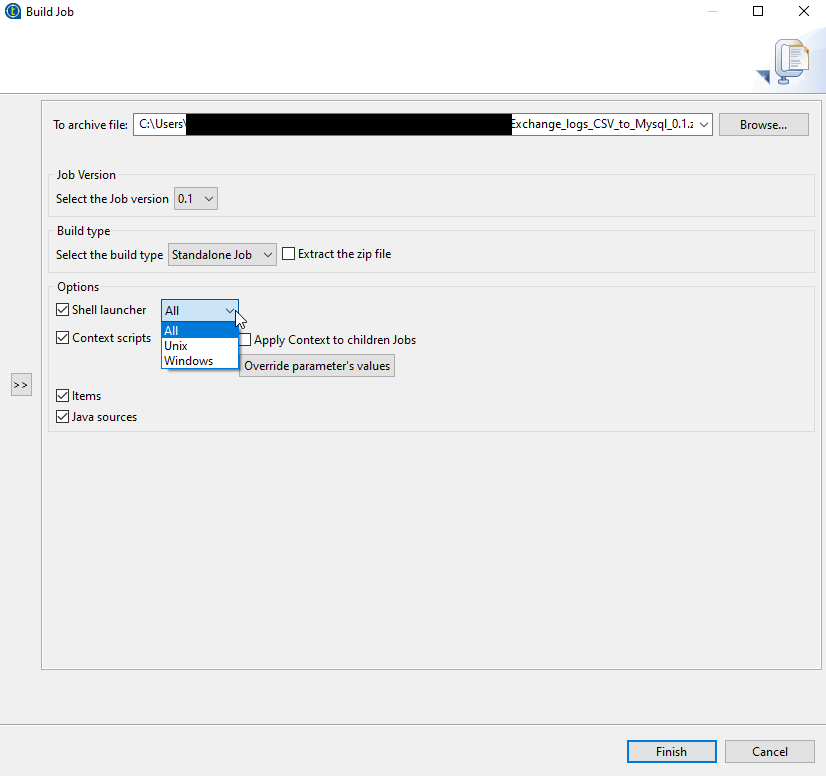 Build Job
To archive file: C:\Users\ Exchange_logs_CSV_to_Mysql_0.1.z Browse...
Job Version
Select the Job version 0.1
Build type
Select the build type Standalone Job Extract the zip file
Options
Shell launcher All
All
Context scripts Apply Context to children Jobs
Unix
Windows
Override parameter's values
>>
Items
Java sources
Finish Cancel